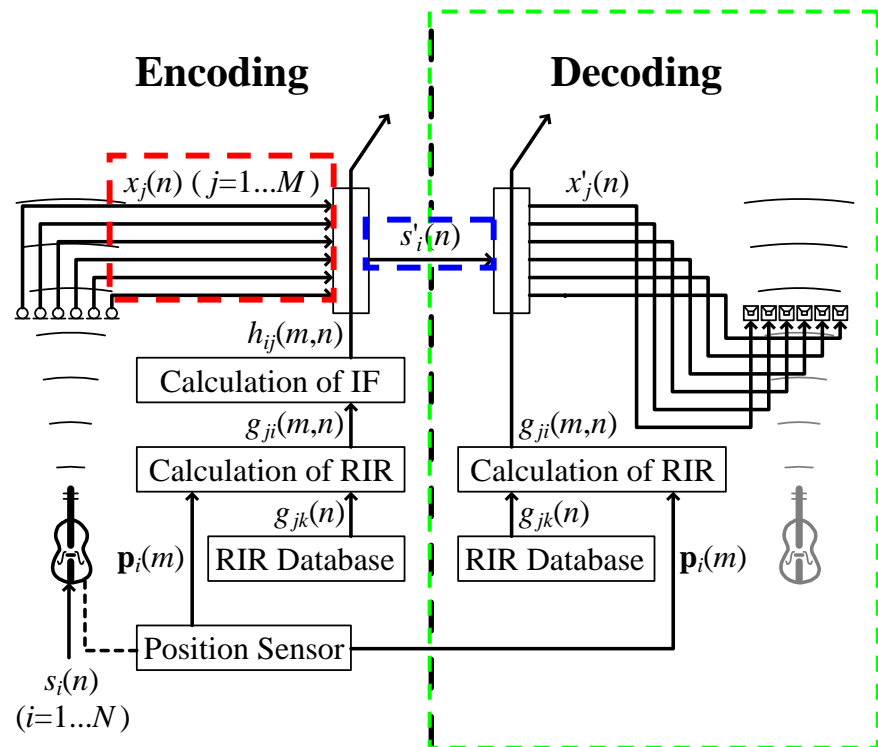 Encoding
Decoding
x_j(n) ( j=1...M )
x'_j(n)
s'_i(n)
h_ij(m,n)
Calculation of IF
g_ji(m,n)
g_ji(m,n)
Calculation of RIR
Calculation of RIR
g_jk(n)
g_jk(n)
p_i(m)
RIR Database
RIR Database
p_i(m)
Position Sensor
s_i(n)
(i=1...N)